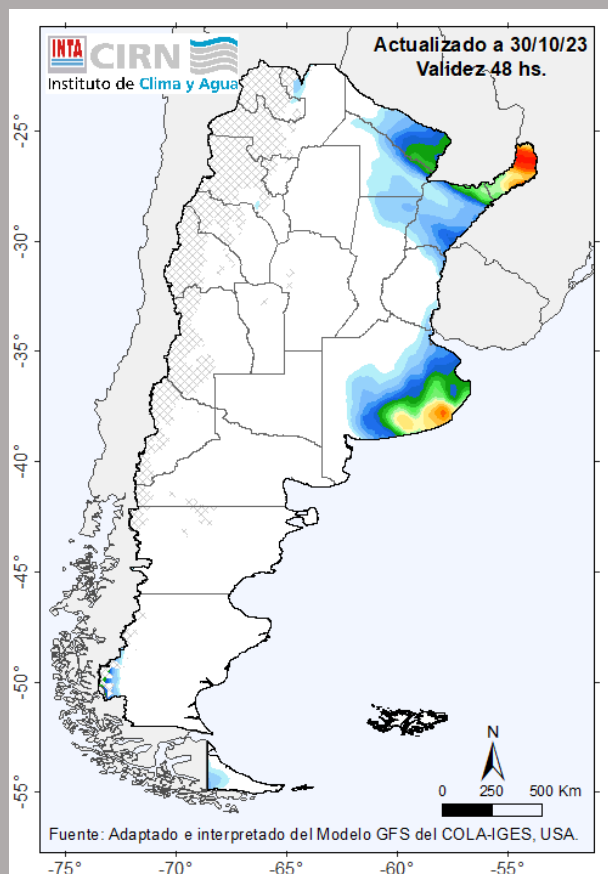 INTA CIRN
Instituto de Clima y Agua
Actualizado a 30/10/23
Validez 48 hs.
-25°
-30°
-35°
-40°
-45°
-50°
-55°
N
0 250 500 Km
Fuente: Adaptado e interpretado del Modelo GFS del COLA-IGES, USA.
-75° -70° -65° -60° -55°